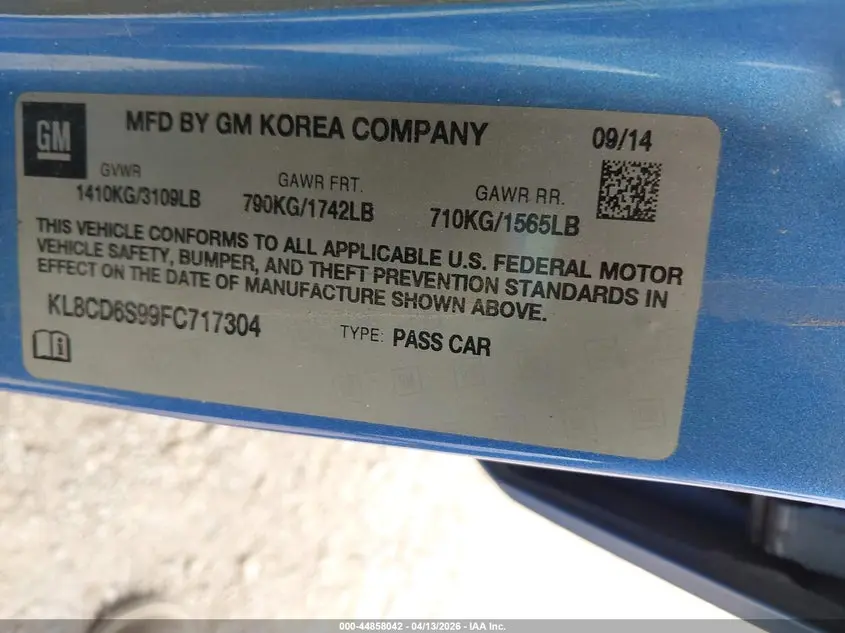 GM
MFD BY GM KOREA COMPANY
09/14
GVWR
1410KG/3109LB
GAWR FRT.
790KG/1742LB
GAWR RR.
710KG/1565LB
THIS VEHICLE CONFORMS TO ALL APPLICABLE U.S. FEDERAL MOTOR
VEHICLE SAFETY, BUMPER, AND THEFT PREVENTION STANDARDS IN
EFFECT ON THE DATE OF MANUFACTURE SHOWN ABOVE.
KL8CD6S99FC717304
TYPE: PASS CAR
000-44858042 - 04/13/2026 - IAA Inc.